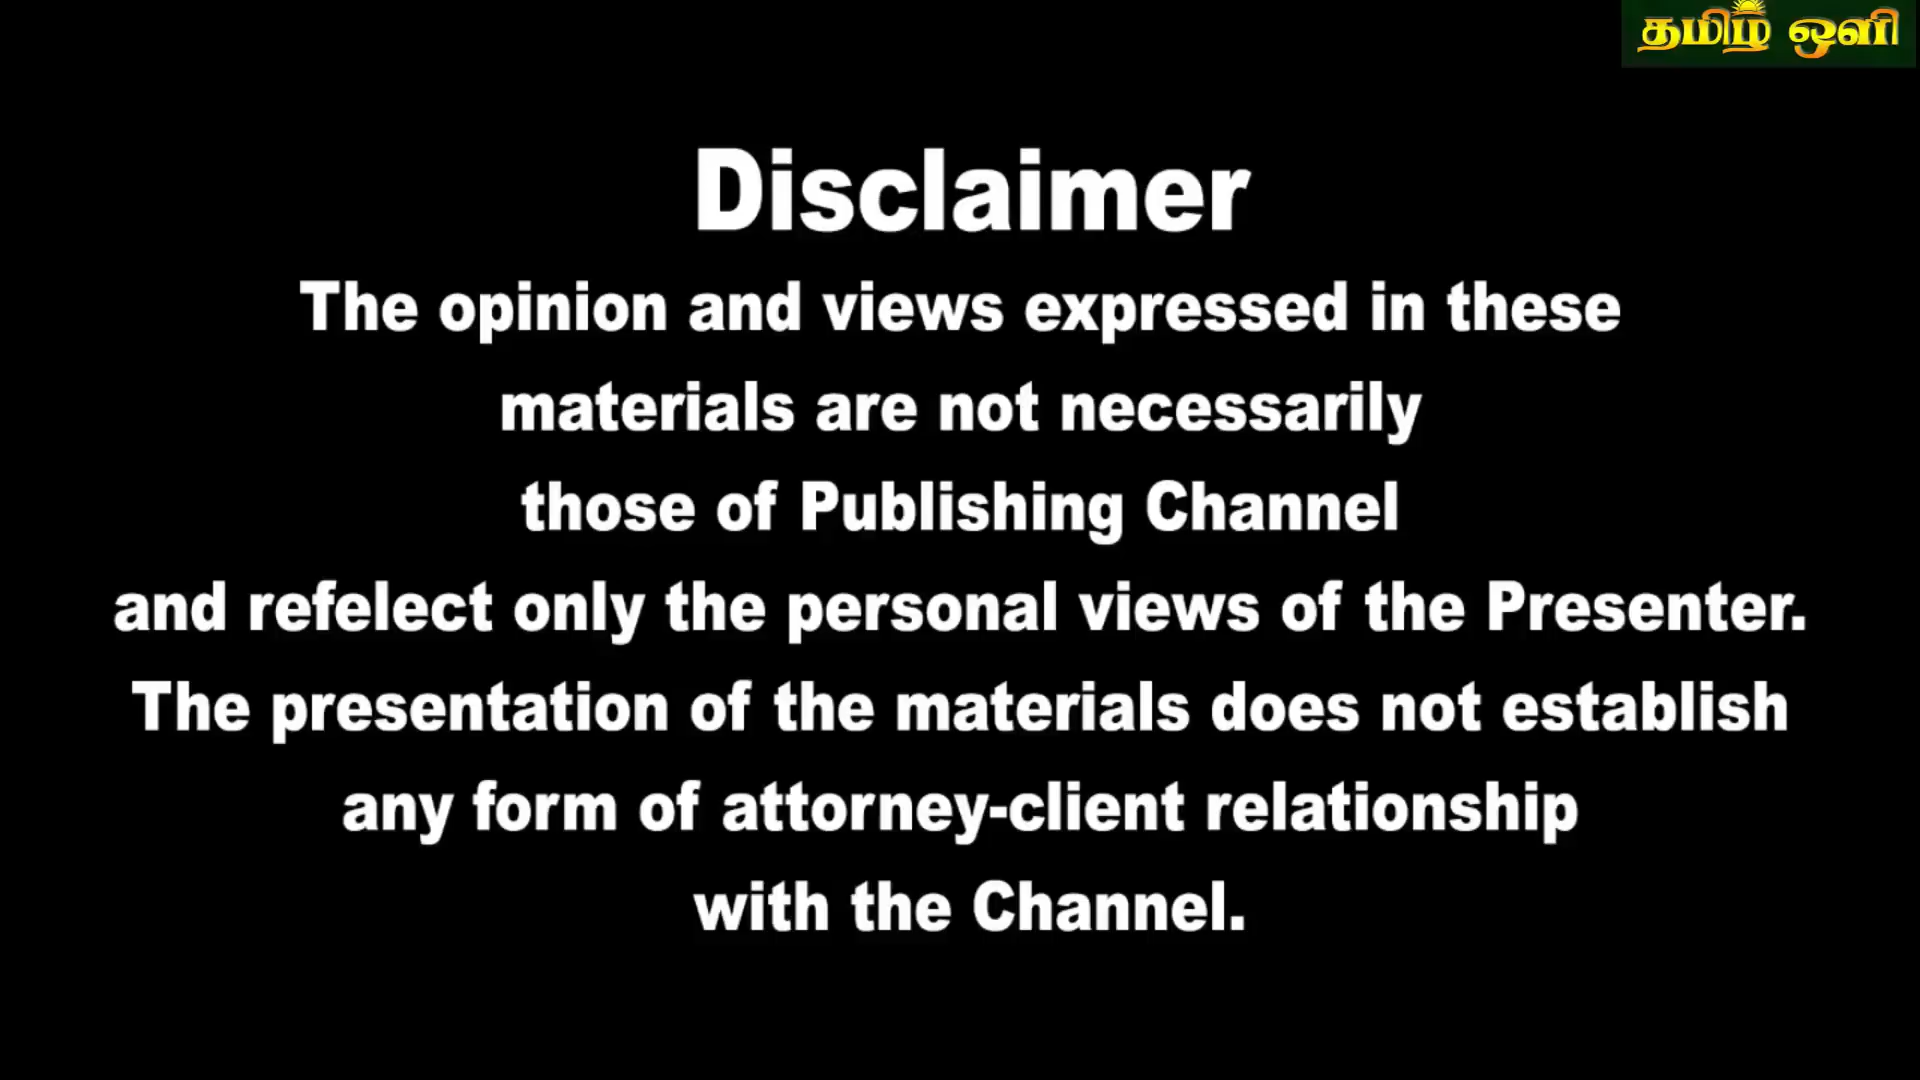 தமிழ் ஒளி
Disclaimer
The opinion and views expressed in these
materials are not necessarily
those of Publishing Channel
and refelect only the personal views of the Presenter.
The presentation of the materials does not establish
any form of attorney-client relationship
with the Channel.